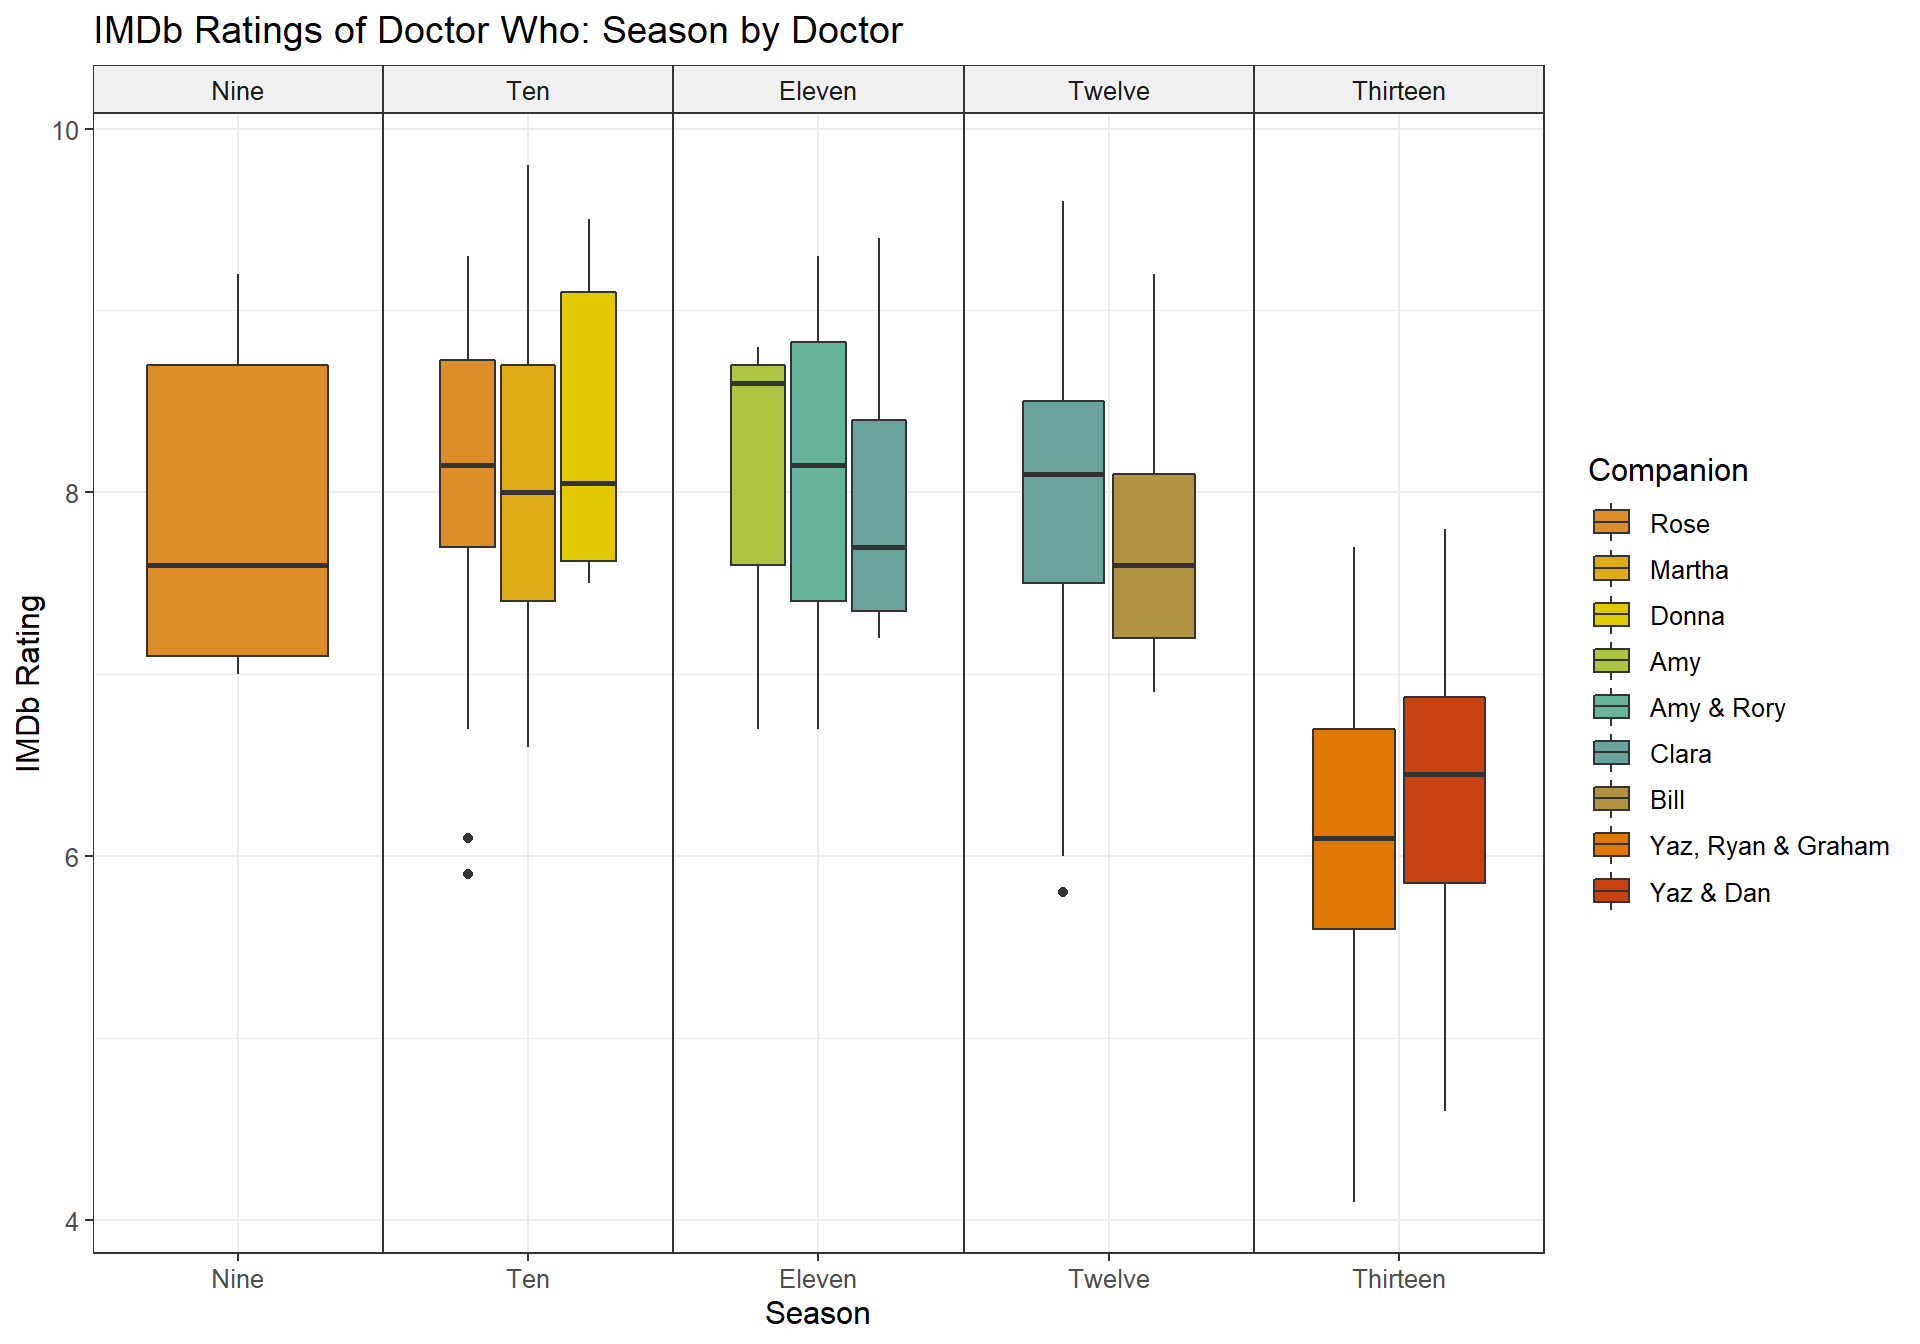 IMDb Ratings of Doctor Who: Season by Doctor
Nine Ten Eleven Twelve Thirteen
10
8
6
4
IMDb Rating
Nine Ten Eleven Twelve Thirteen
Season
Companion
Rose
Martha
Donna
Amy
Amy & Rory
Clara
Bill
Yaz, Ryan & Graham
Yaz & Dan